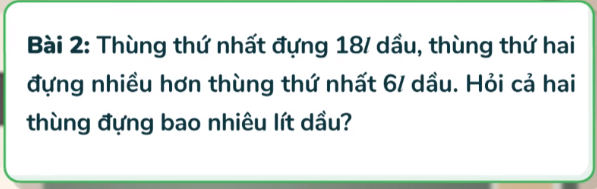 Bài 2: Thùng thứ nhất đựng 18l dầu, thùng thứ hai
đựng nhiều hơn thùng thứ nhất 6l dầu. Hỏi cả hai
thùng đựng bao nhiêu lít dầu?